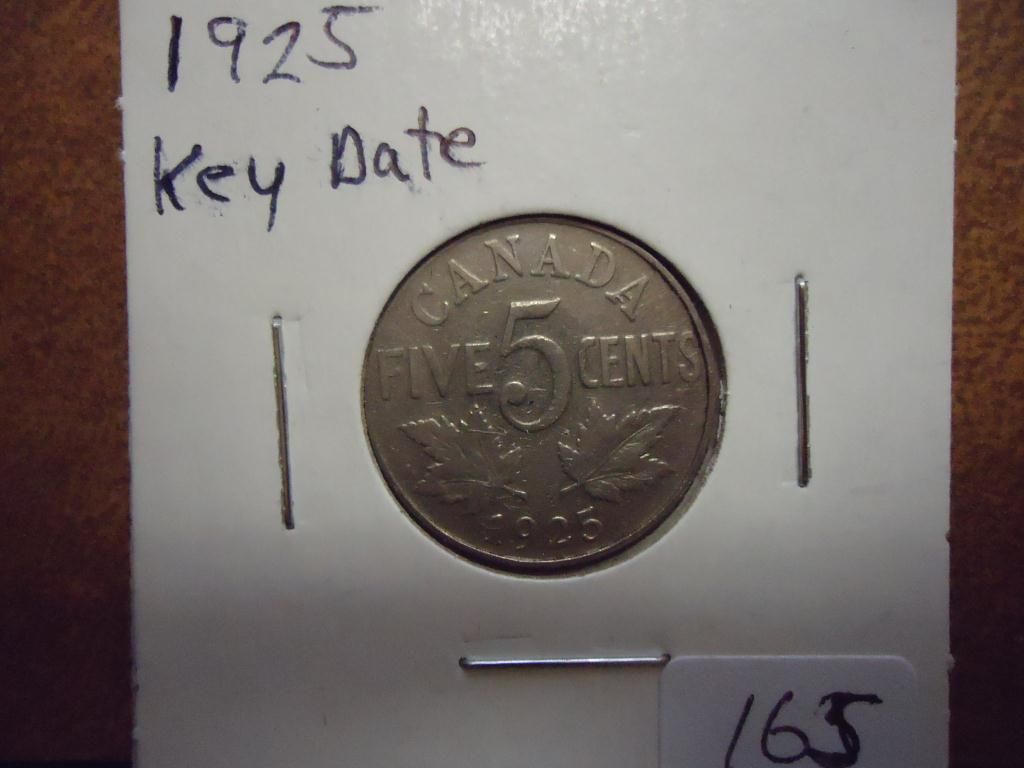 1925
Key Date
CANADA
FIVE 5 CENTS
1925
165